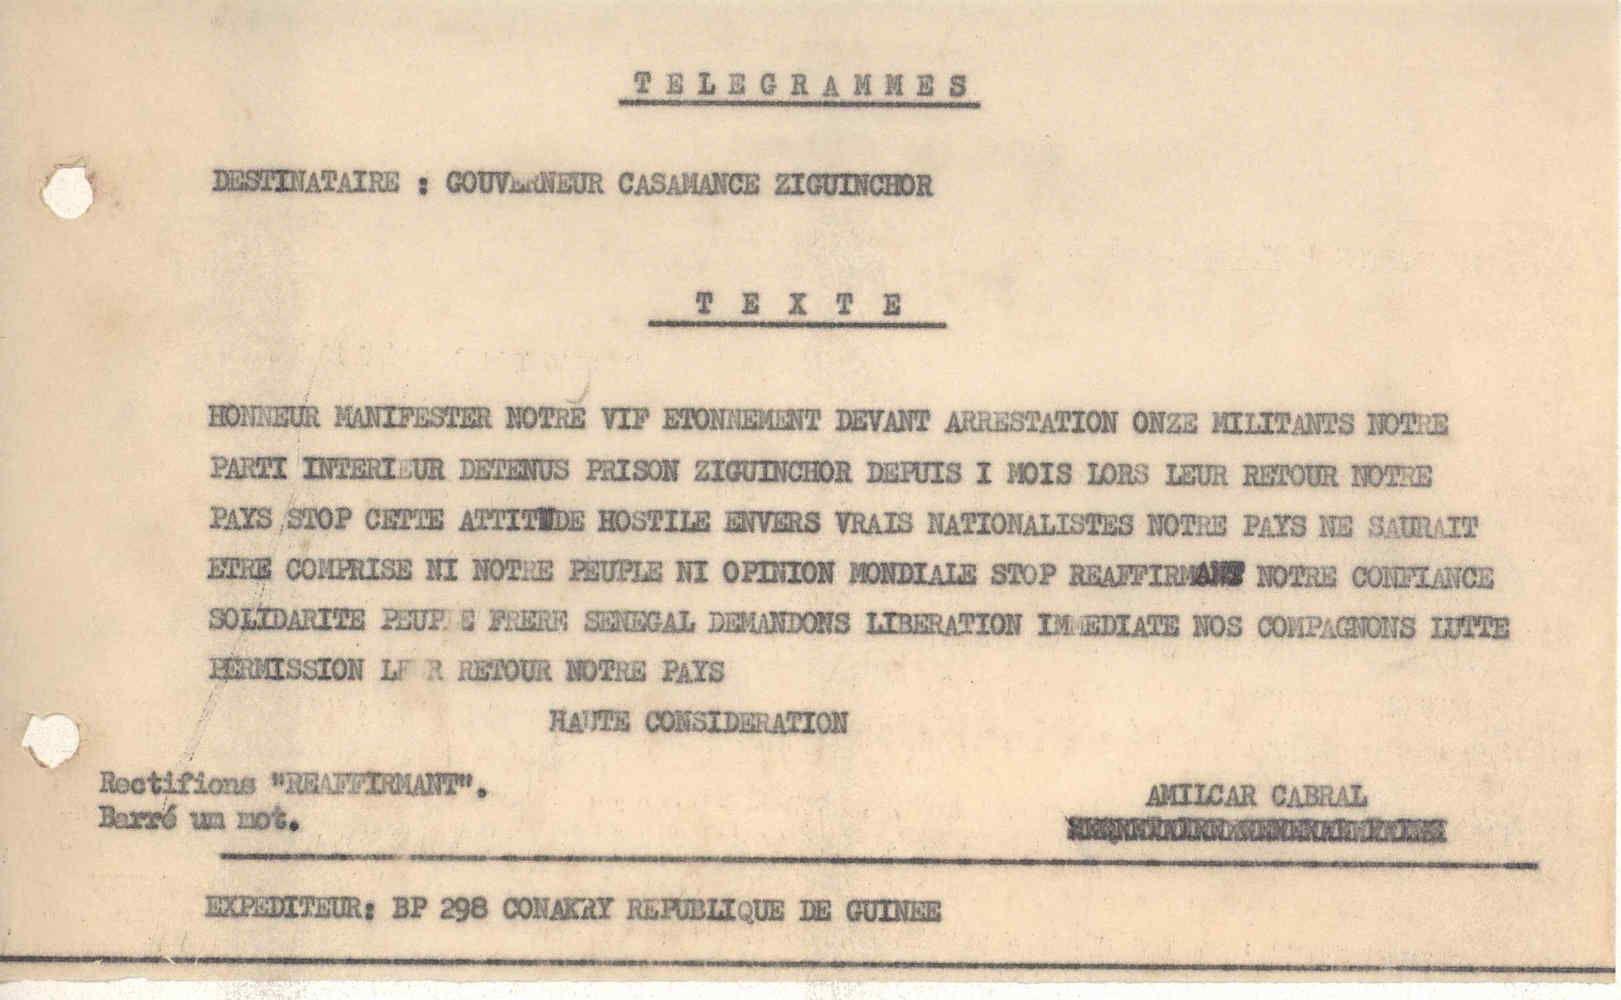 TELEGRAMMES
DESTINATAIRE : GOUVERNEUR CASAMANCE ZIGUINCHOR
TEXTE
HONNEUR MANIFESTER NOTRE VIF ETONNEMENT DEVANT ARRESTATION ONZE MILITANTS NOTRE
PARTI INTERIEUR DETENUS PRISON ZIGUINCHOR DEPUIS I MOIS LORS LEUR RETOUR NOTRE
PAYS STOP CETTE ATTITUDE HOSTILE ENVERS VRAIS NATIONALISTES NOTRE PAYS NE SAURAIT
ETRE COMPRISE NI NOTRE PEUPLE NI OPINION MONDIALE STOP REAFFIRMANT NOTRE CONFIANCE
SOLIDARITE PEUPLE FRERE SENEGAL DEMANDONS LIBERATION IMMEDIATE NOS COMPAGNONS LUTTE
PERMISSION LEUR RETOUR NOTRE PAYS
HAUTE CONSIDERATION
Rectifions "REAFFIRMANT".
Barré un mot.
AMILCAR CABRAL
EXPEDITEUR: BP 298 CONAKRY REPUBLIQUE DE GUINEE